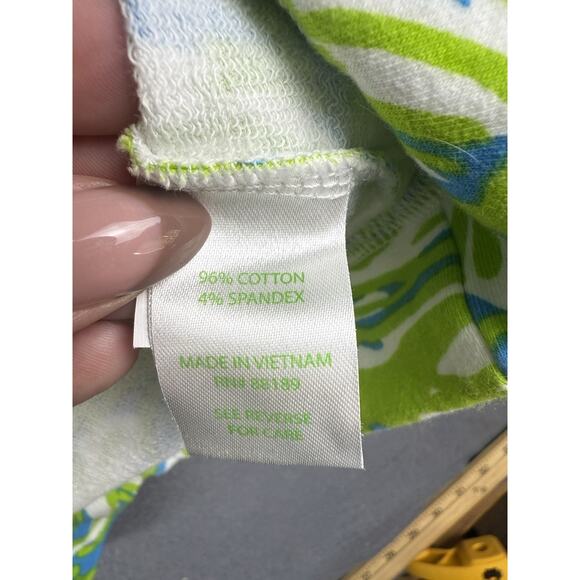 96% COTTON
4% SPANDEX
MADE IN VIETNAM
RN# 88189
SEE REVERSE
FOR CARE